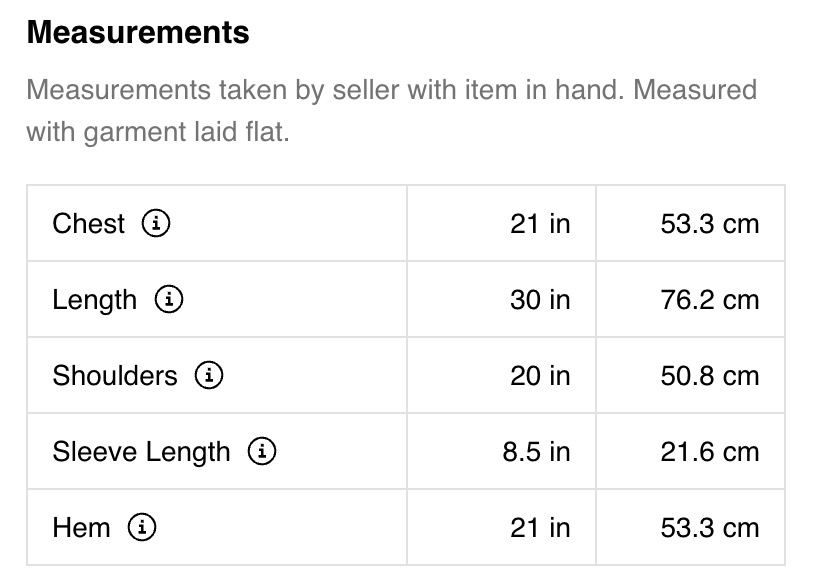 Measurements
Measurements taken by seller with item in hand. Measured
with garment laid flat.
Chest 21 in 53.3 cm
Length 30 in 76.2 cm
Shoulders 20 in 50.8 cm
Sleeve Length 8.5 in 21.6 cm
Hem 21 in 53.3 cm